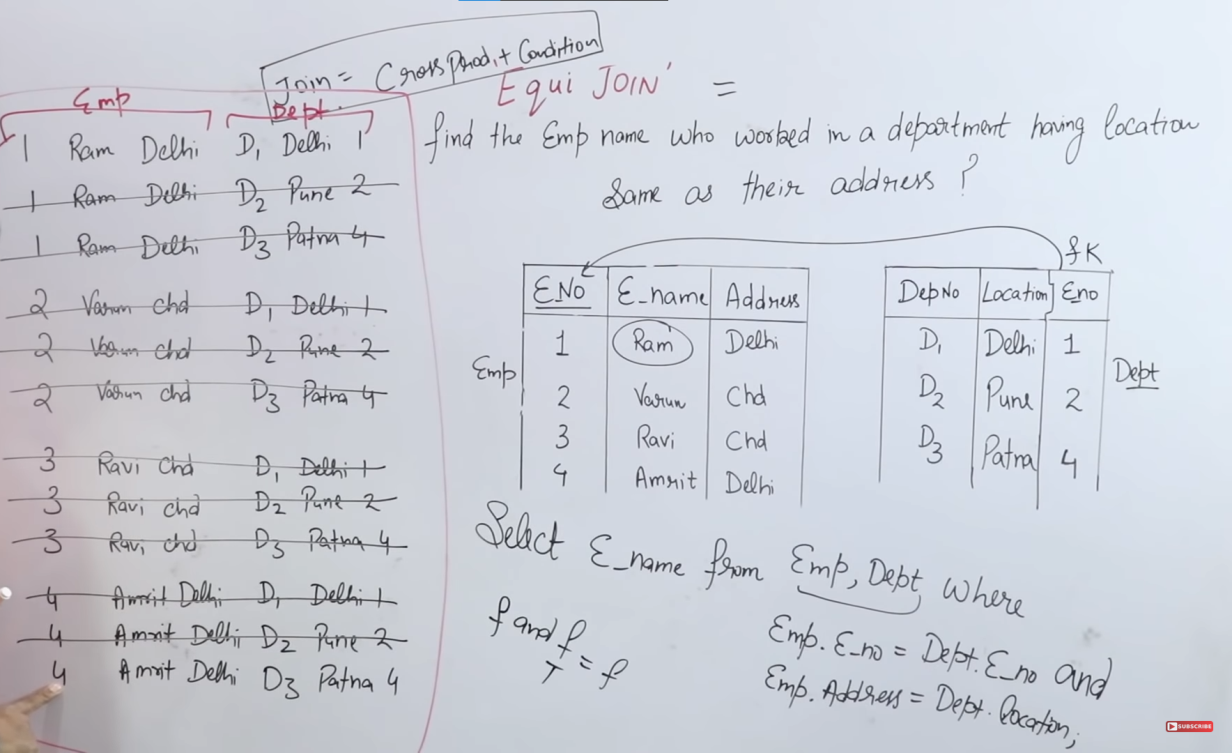 Join = Cross Prod. + Condition
Equi JOIN =
find the Emp name who worked in a department having location
same as their address?
Emp Dept
1 Ram Delhi D1 Delhi 1
1 Ram Delhi D2 Pune 2
1 Ram Delhi D3 Patna 4
2 Varun chd D1 Delhi 1
2 Varun chd D2 Pune 2
2 Varun chd D3 Patna 4
3 Ravi Chd D1 Delhi 1
3 Ravi chd D2 Pune 2
3 Ravi chd D3 Patna 4
4 Amrit Delhi D1 Delhi 1
4 Amrit Delhi D2 Pune 2
4 Amrit Delhi D3 Patna 4
Emp
E.No E_name Address
1 Ram Delhi
2 Varun Chd
3 Ravi Chd
4 Amrit Delhi
fK
DepNo Location Eno
D1 Delhi 1
D2 Pune 2
D3 Patna 4
Dept
Select E_name from Emp, Dept where
Emp. E_no = Dept. E_no and
Emp. Address = Dept. location;
f and f = f
T
SUBSCRIBE